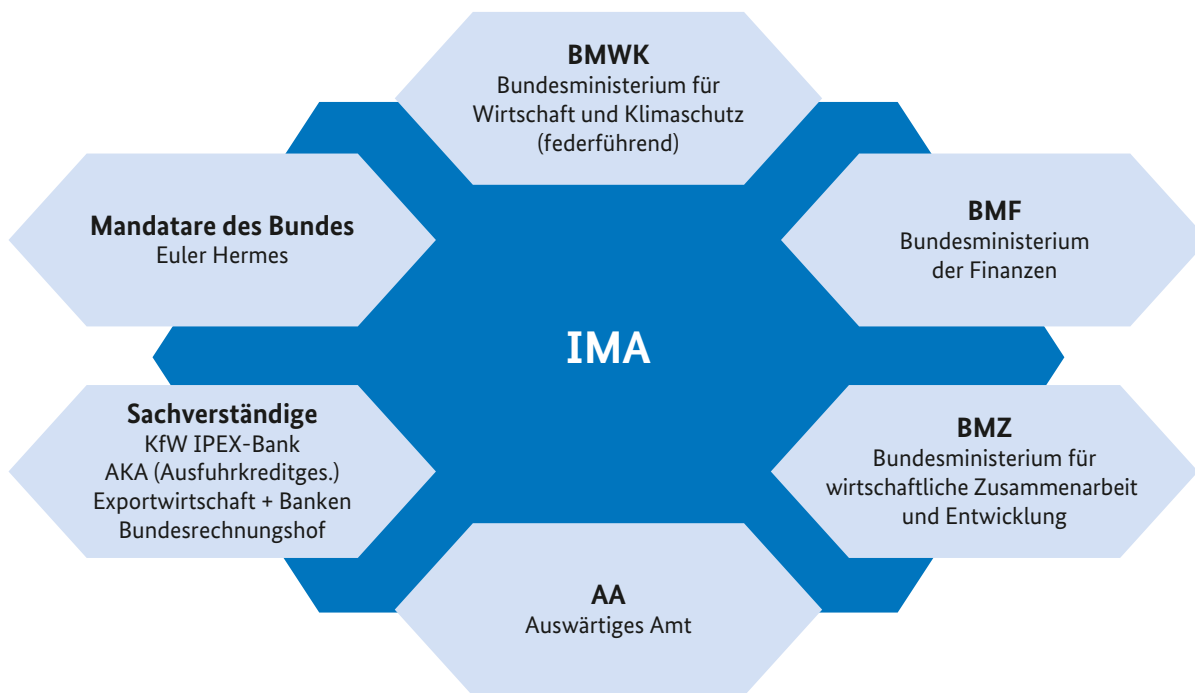 BMWK
Bundesministerium für
Wirtschaft und Klimaschutz
(federführend)
Mandatare des Bundes
Euler Hermes
BMF
Bundesministerium
der Finanzen
IMA
Sachverständige
KfW IPEX-Bank
AKA (Ausfuhrkreditges.)
Exportwirtschaft + Banken
Bundesrechnungshof
BMZ
Bundesministerium für
wirtschaftliche Zusammenarbeit
und Entwicklung
AA
Auswärtiges Amt